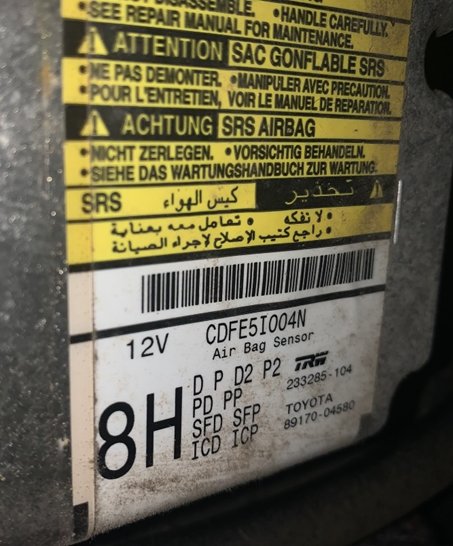 DISASSEMBLE. •HANDLE CAREFULLY.
•SEE REPAIR MANUAL FOR MAINTENANCE.
ATTENTION SAC GONFLABLE SRS
•NE PAS DEMONTER. •MANIPULER AVEC PRECAUTION.
•POUR L'ENTRETIEN, VOIR LE MANUEL DE REPARATION.
ACHTUNG SRS AIRBAG
•NICHT ZERLEGEN. •VORSICHTIG BEHANDELN.
•SIEHE DAS WARTUNGSHANDBUCH ZUR WARTUNG.
تحذير كيس الهواء SRS
• لا تفكه • تعامل معه بعناية
• راجع كتيب الاصلاح لاجراء الصيانة
12V CDFE5I004N
Air Bag Sensor
8H
D P D2 P2
PD PP
SFD SFP
ICD ICP
TRW
233285-104
TOYOTA
89170-04580